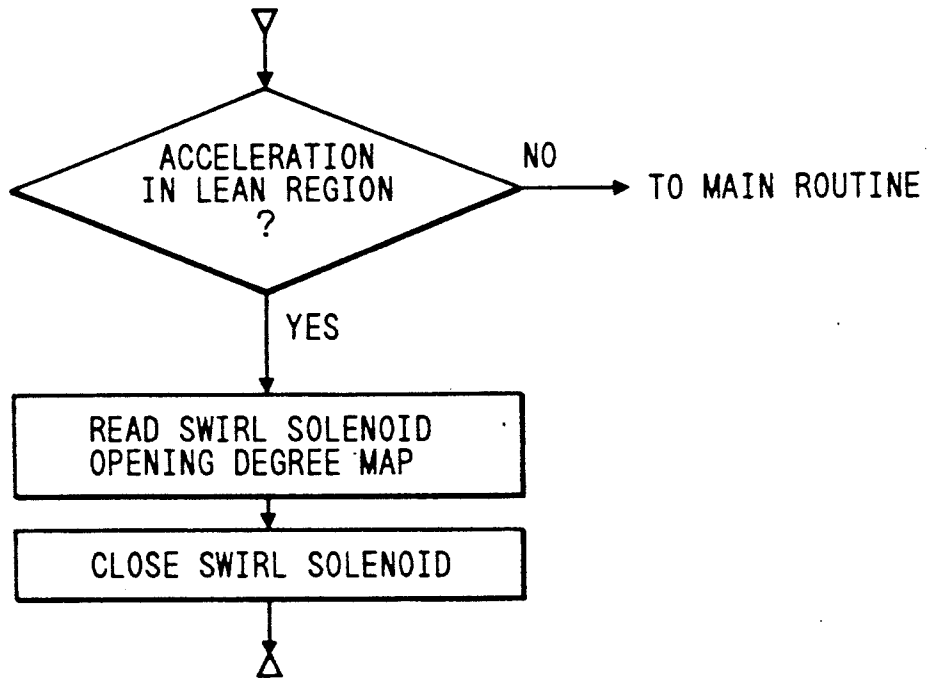 ACCELERATION
IN LEAN REGION
?
NO
TO MAIN ROUTINE
YES
READ SWIRL SOLENOID
OPENING DEGREE MAP
CLOSE SWIRL SOLENOID